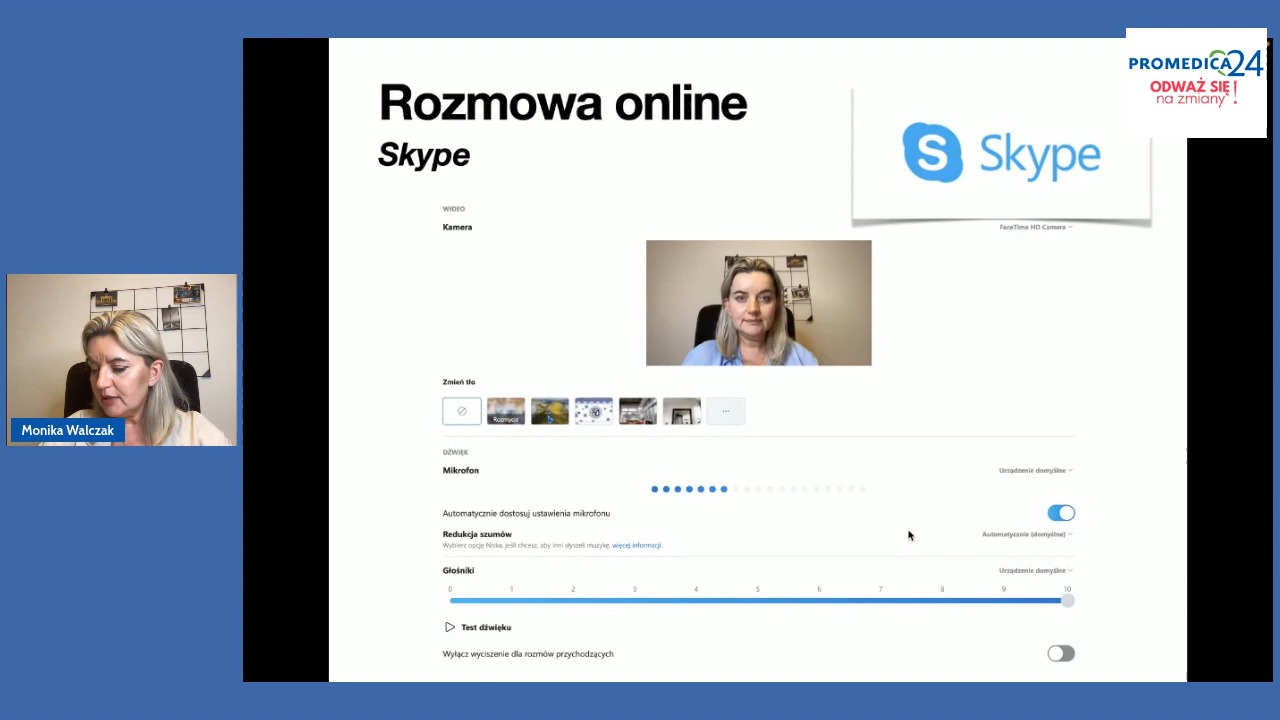 PROMEDICA24
ODWAŻ SIĘ
na zmiany!
Rozmowa online
Skype
S Skype
WIDEO
Kamera
FaceTime HD Camera
Zmień tło
Rozmycie
...
DŹWIĘK
Mikrofon
Urządzenie domyślne
Automatycznie dostosuj ustawienia mikrofonu
Redukcja szumów
Automatycznie (domyślne)
Wybierz opcję Niska, jeśli chcesz, aby inni słyszeli muzykę. więcej informacji
Głośniki
Urządzenie domyślne
0 1 2 3 4 5 6 7 8 9 10
Test dźwięku
Wyłącz wyciszenie dla rozmów przychodzących
Monika Walczak